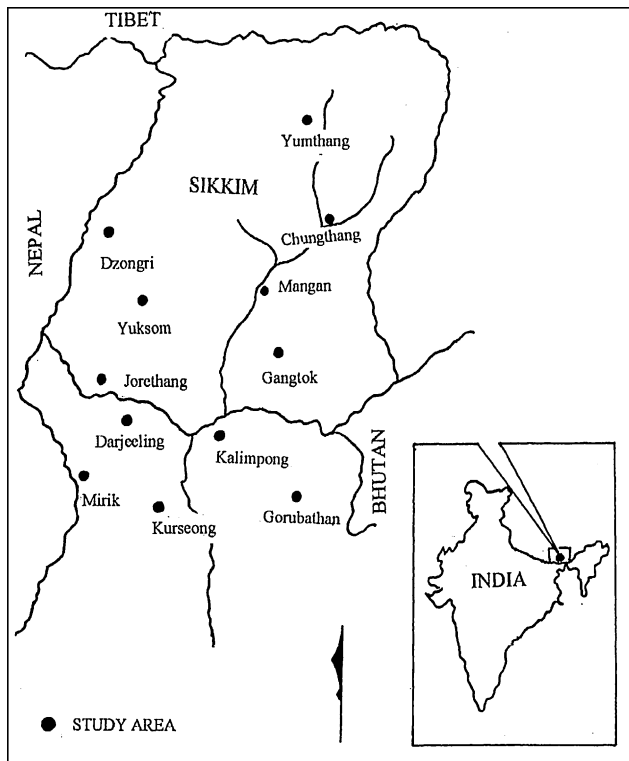 TIBET
Yumthang
SIKKIM
NEPAL
Chungthang
Dzongri
Mangan
Yuksom
Gangtok
Jorethang
Darjeeling
Kalimpong
BHUTAN
Mirik
Kurseong
Gorubathan
INDIA
STUDY AREA